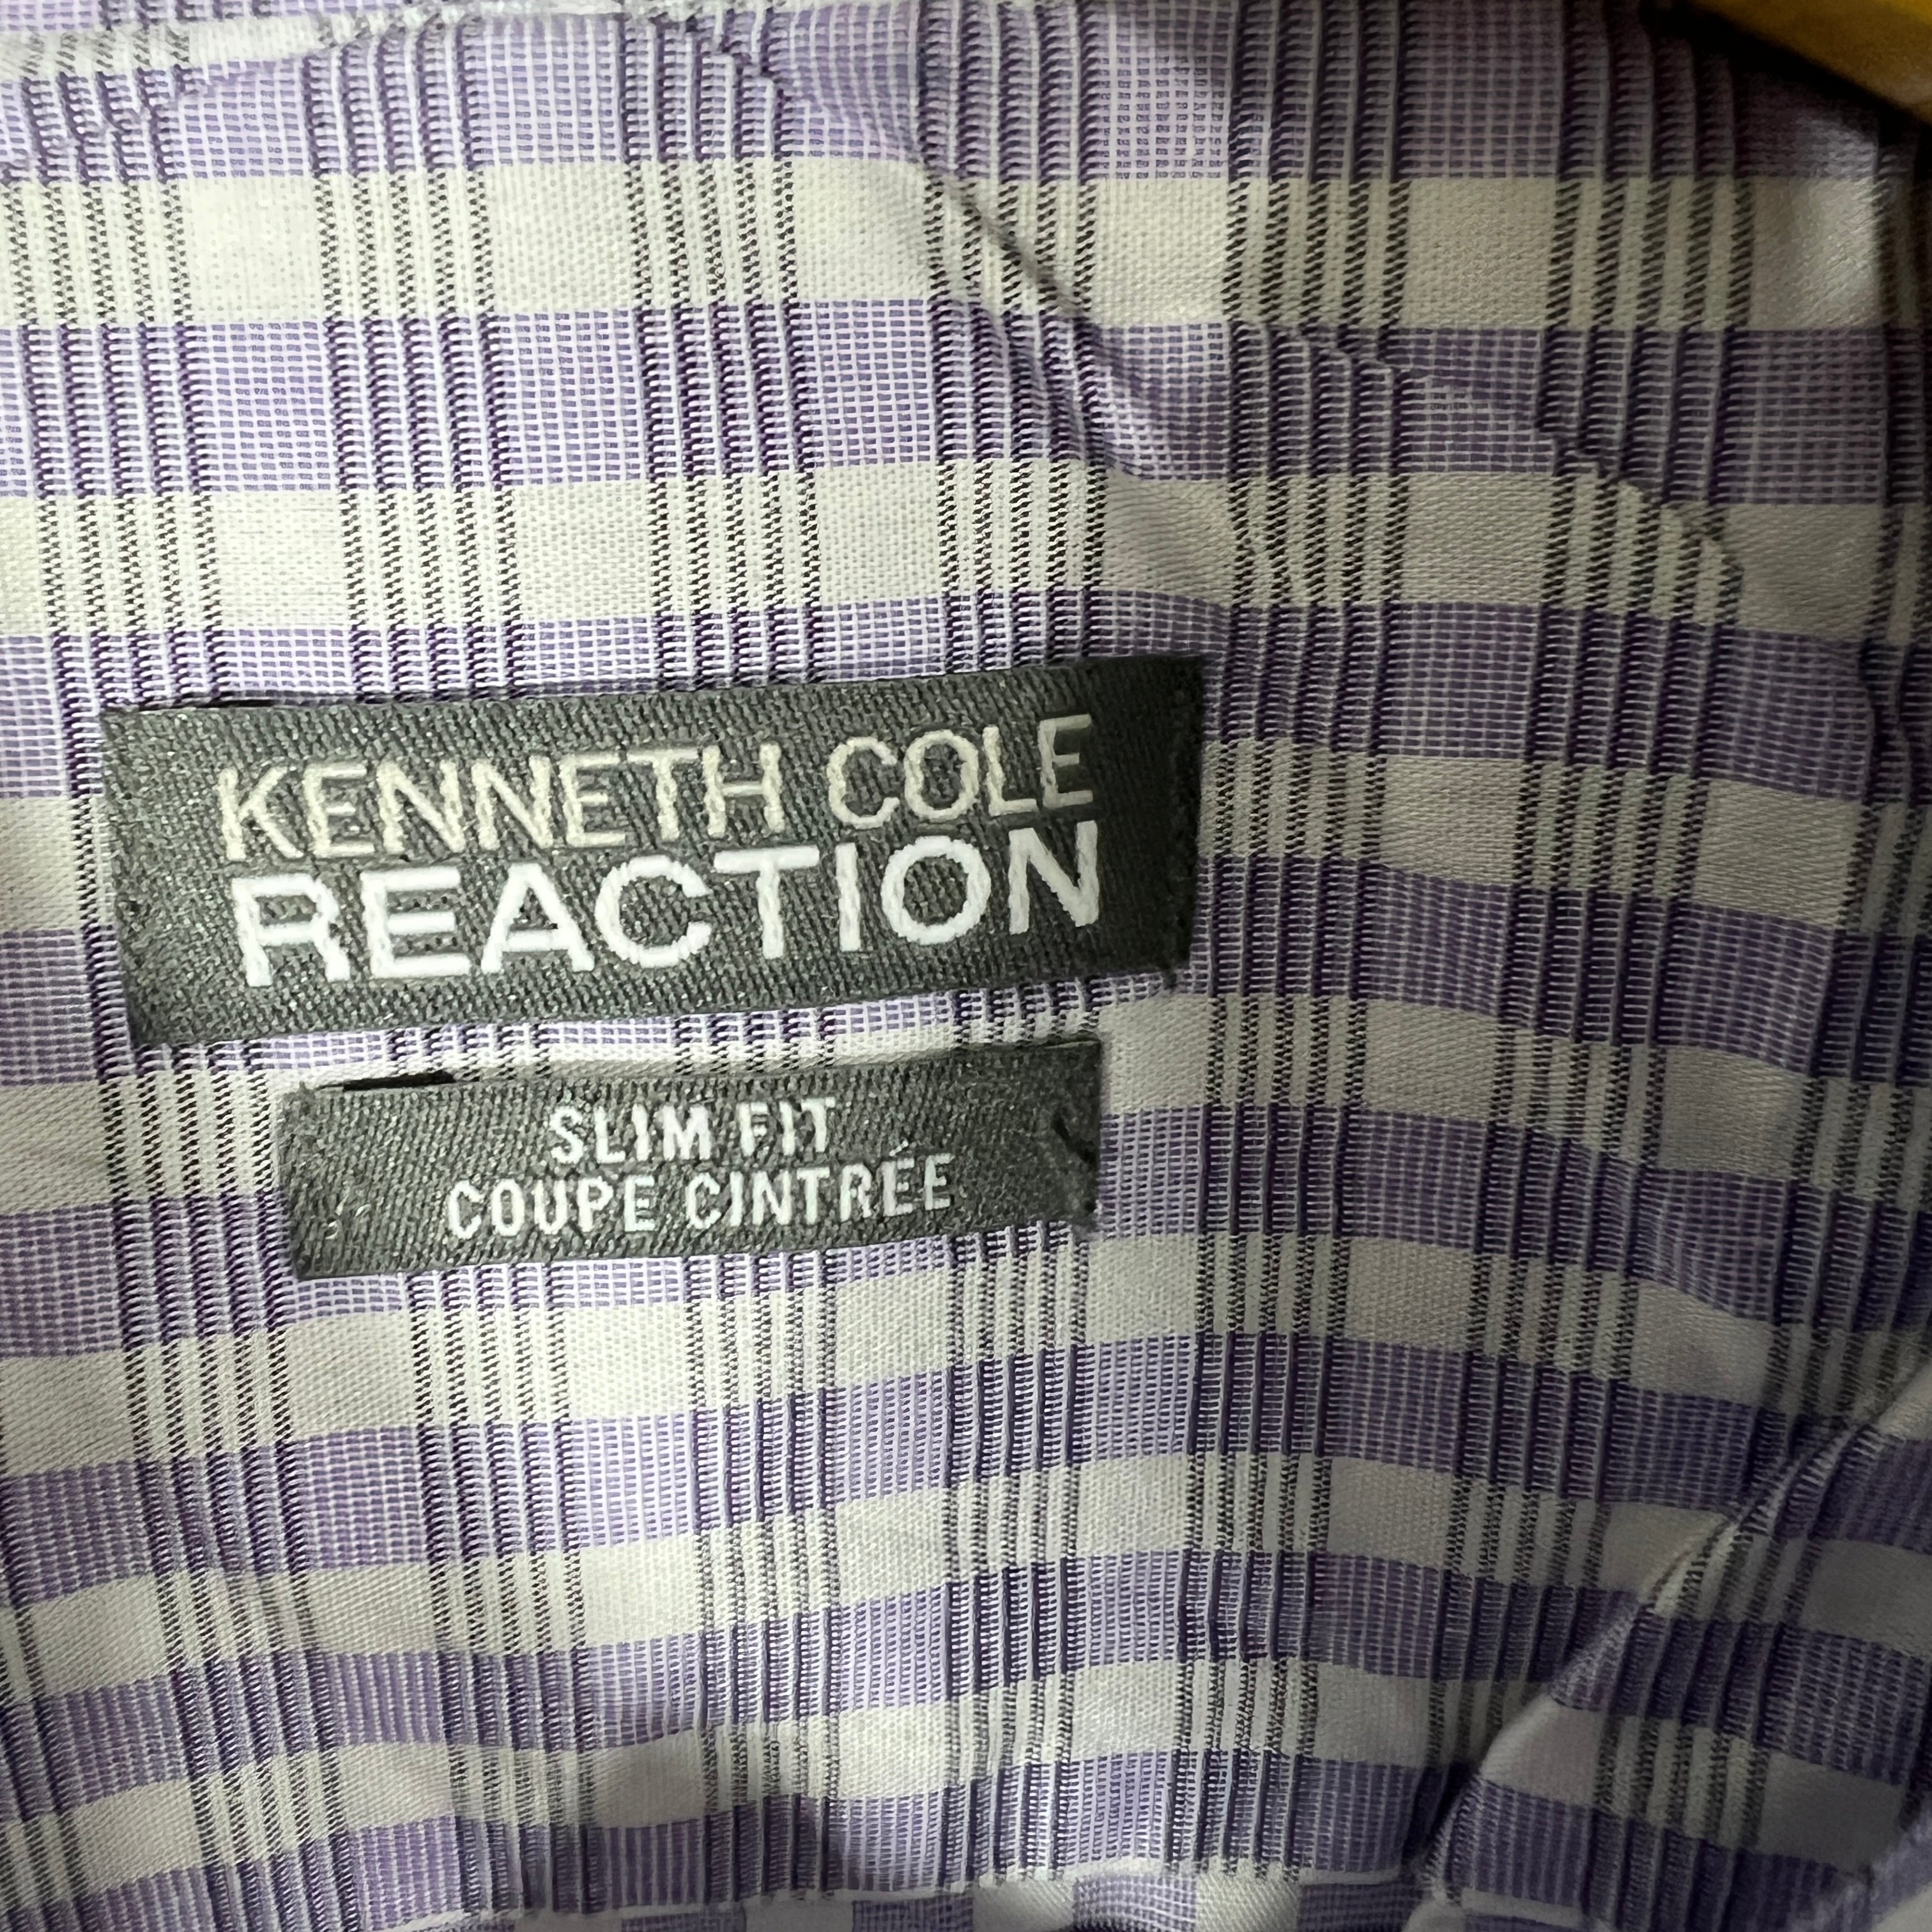 KENNETH COLE
REACTION
SLIM FIT
COUPE CINTRÉE